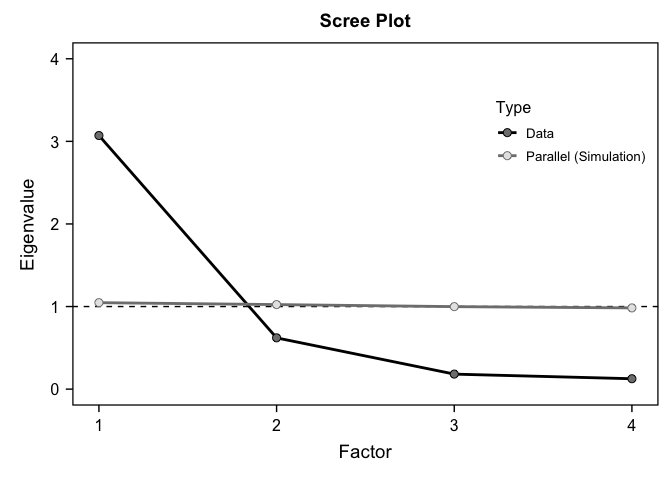 Scree Plot
4
3
2
1
0
Eigenvalue
Type
Data
Parallel (Simulation)
1 2 3 4
Factor